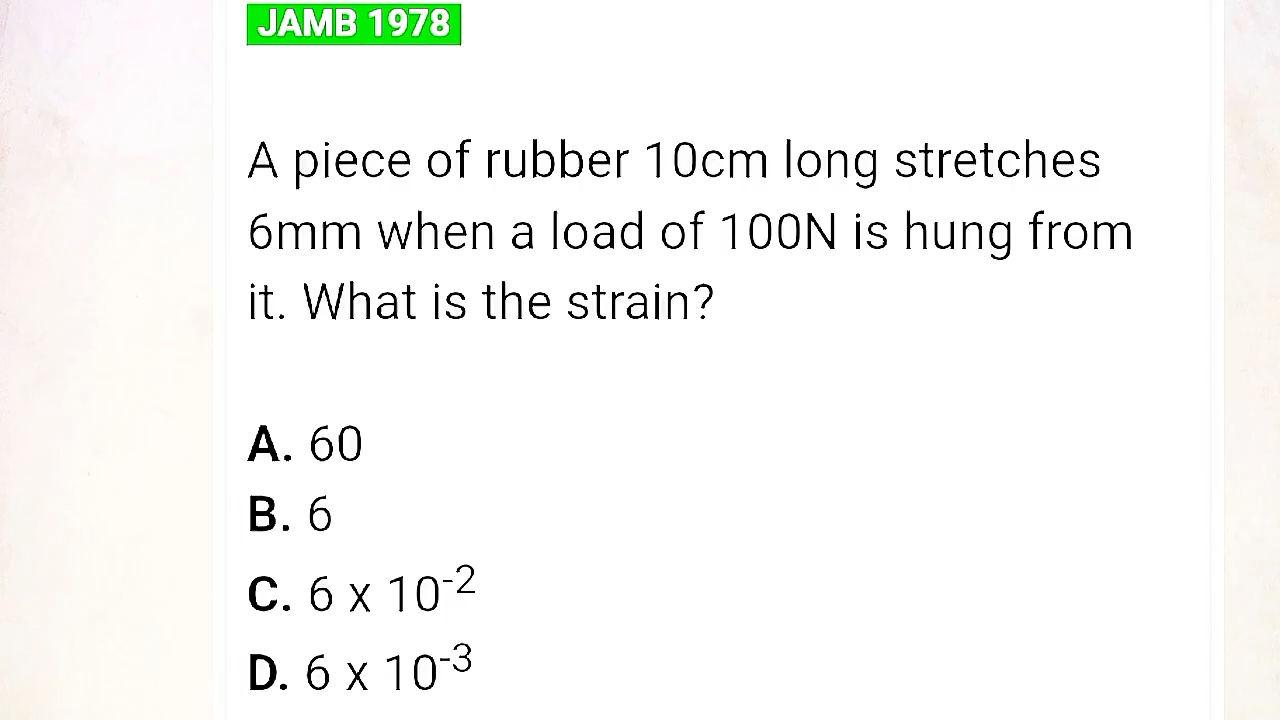 JAMB 1978
A piece of rubber 10cm long stretches
6mm when a load of 100N is hung from
it. What is the strain?
A. 60
B. 6
C. 6 x 10⁻²
D. 6 x 10⁻³